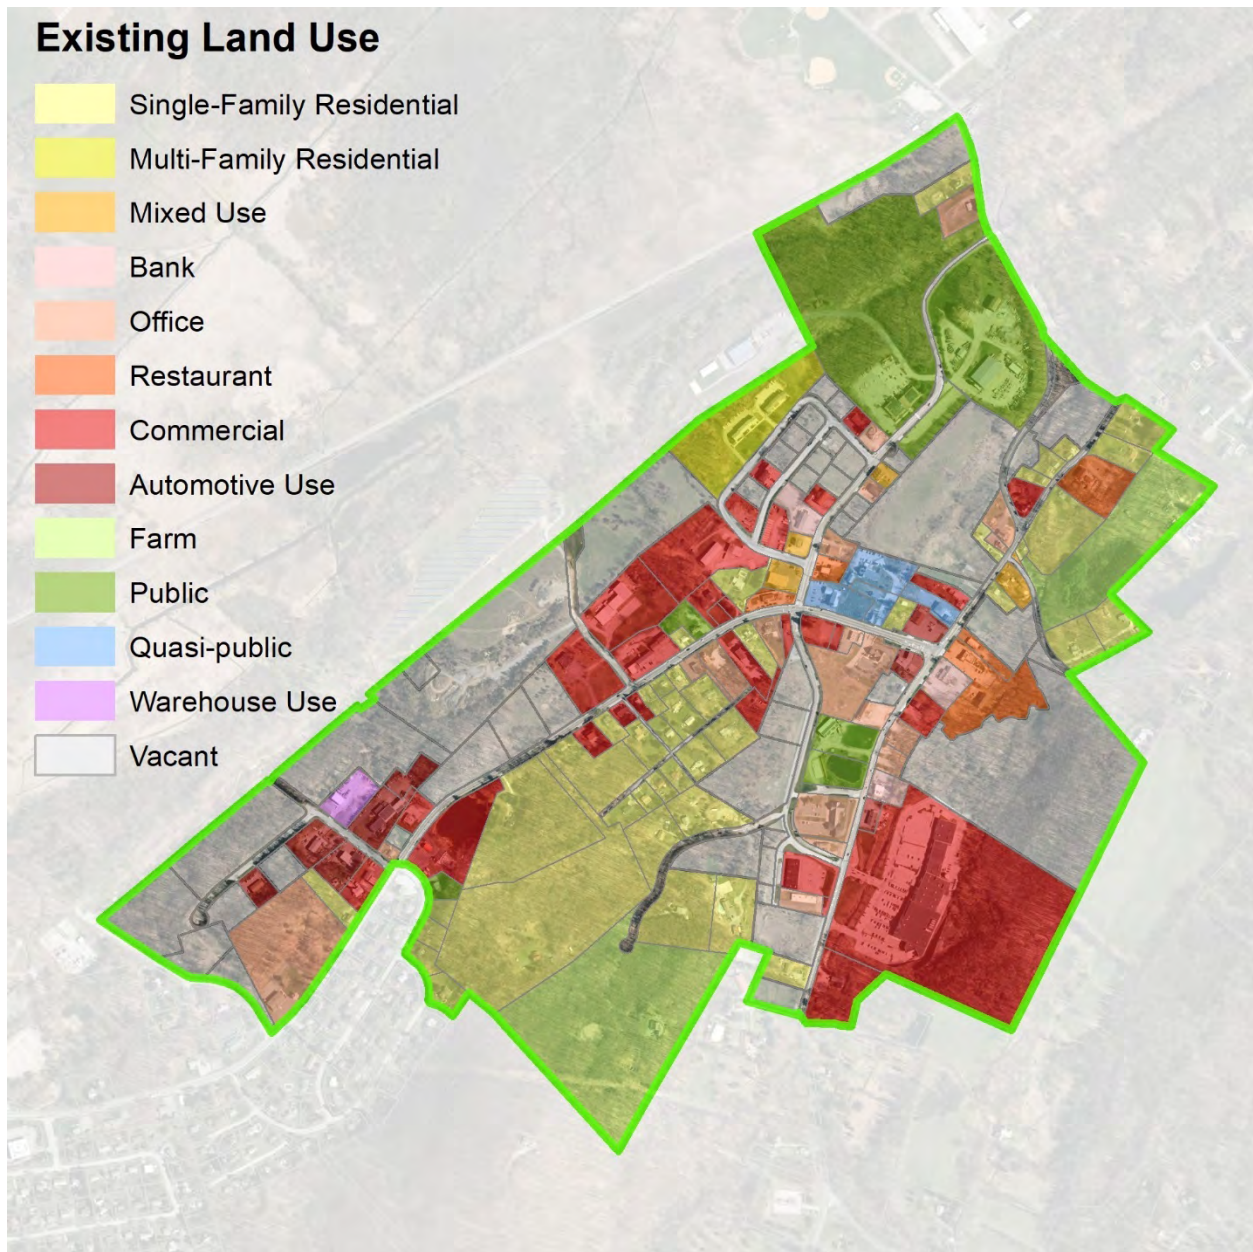 Existing Land Use
Single-Family Residential
Multi-Family Residential
Mixed Use
Bank
Office
Restaurant
Commercial
Automotive Use
Farm
Public
Quasi-public
Warehouse Use
Vacant